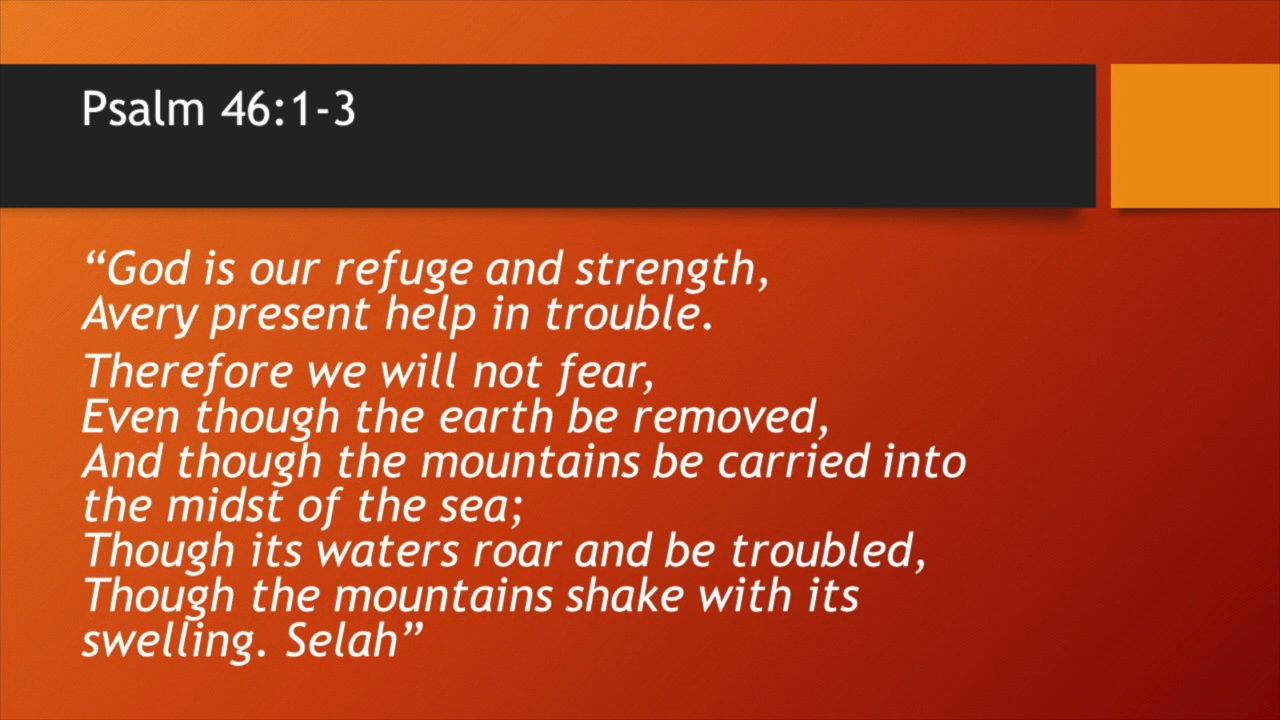 Psalm 46:1-3
“God is our refuge and strength,
Avery present help in trouble.
Therefore we will not fear,
Even though the earth be removed,
And though the mountains be carried into
the midst of the sea;
Though its waters roar and be troubled,
Though the mountains shake with its
swelling. Selah”